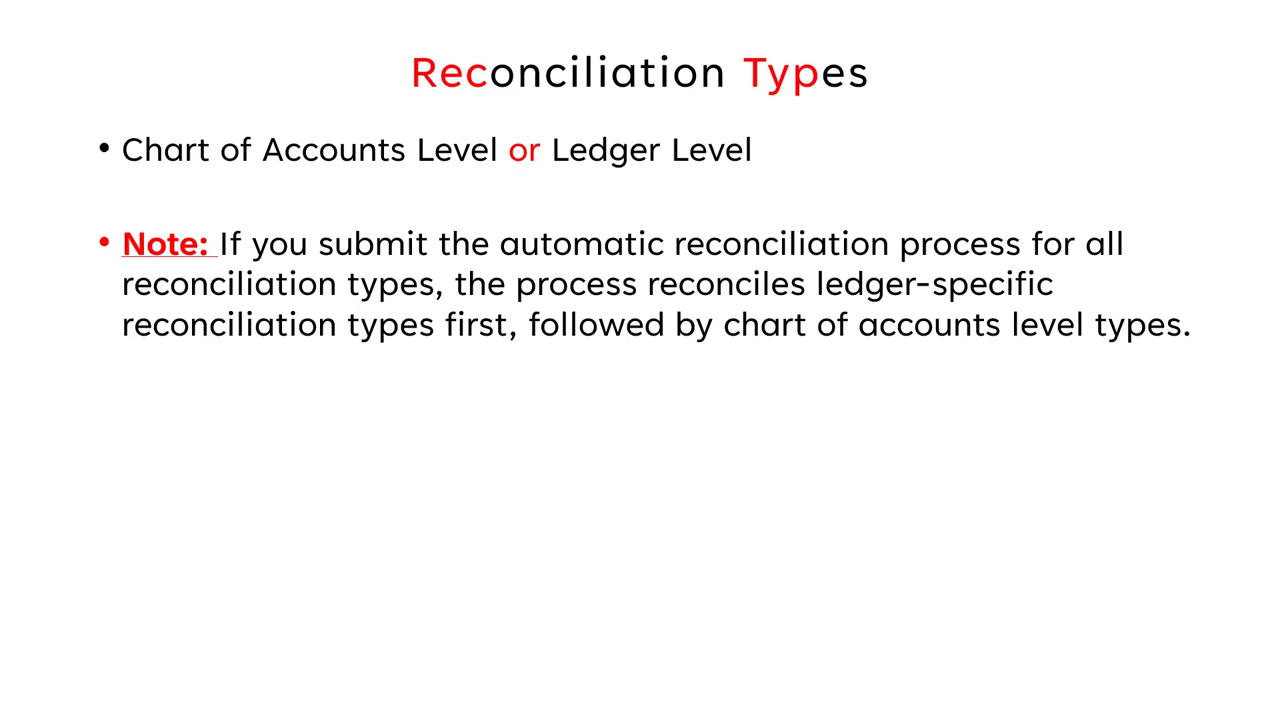 Reconciliation Types
• Chart of Accounts Level or Ledger Level
• Note: If you submit the automatic reconciliation process for all
reconciliation types, the process reconciles ledger-specific
reconciliation types first, followed by chart of accounts level types.